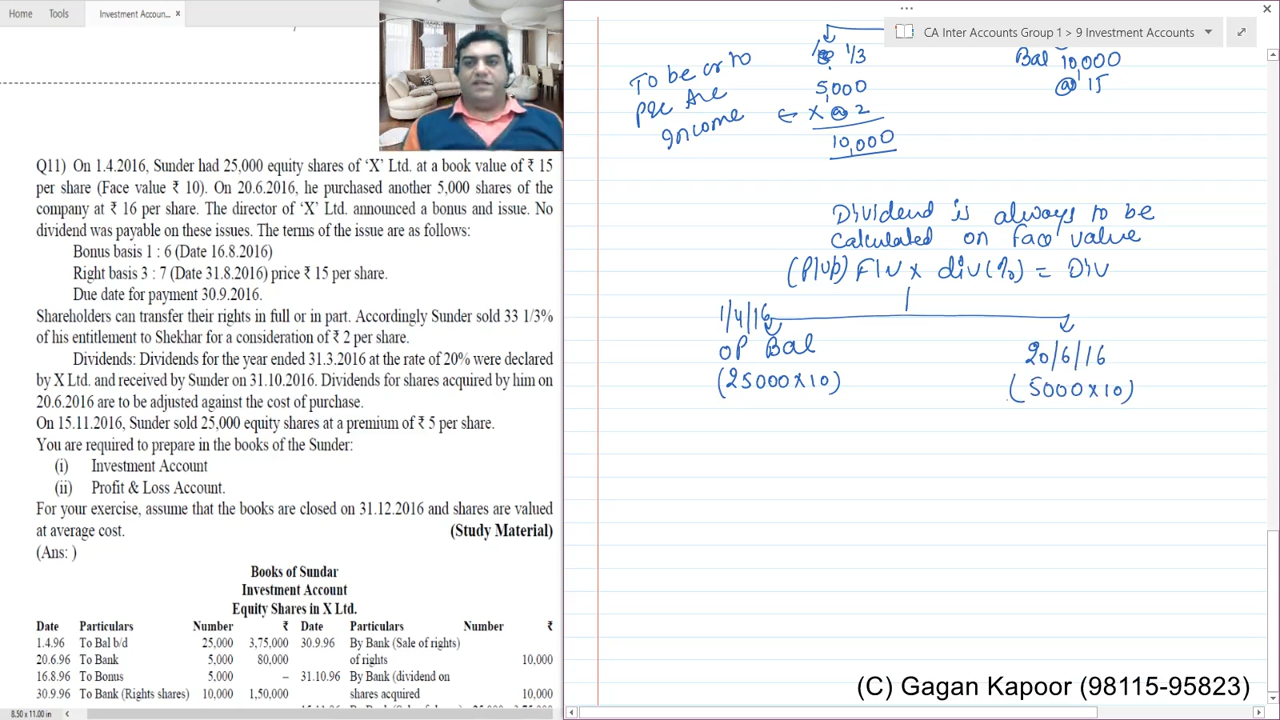 Home Tools Investment Accoun... ×
CA Inter Accounts Group 1 > 9 Investment Accounts
Q11) On 1.4.2016, Sunder had 25,000 equity shares of ‘X’ Ltd. at a book value of ₹ 15
per share (Face value ₹ 10). On 20.6.2016, he purchased another 5,000 shares of the
company at ₹ 16 per share. The director of ‘X’ Ltd. announced a bonus and issue. No
dividend was payable on these issues. The terms of the issue are as follows:
Bonus basis 1 : 6 (Date 16.8.2016)
Right basis 3 : 7 (Date 31.8.2016) price ₹ 15 per share.
Due date for payment 30.9.2016.
Shareholders can transfer their rights in full or in part. Accordingly Sunder sold 33 1/3%
of his entitlement to Shekhar for a consideration of ₹ 2 per share.
Dividends: Dividends for the year ended 31.3.2016 at the rate of 20% were declared
by X Ltd. and received by Sunder on 31.10.2016. Dividends for shares acquired by him on
20.6.2016 are to be adjusted against the cost of purchase.
On 15.11.2016, Sunder sold 25,000 equity shares at a premium of ₹ 5 per share.
You are required to prepare in the books of the Sunder:
(i) Investment Account
(ii) Profit & Loss Account.
For your exercise, assume that the books are closed on 31.12.2016 and shares are valued
at average cost. (Study Material)
(Ans: )
Books of Sundar
Investment Account
Equity Shares in X Ltd.
Date Particulars Number ₹ Date Particulars Number ₹
1.4.96 To Bal b/d 25,000 3,75,000 30.9.96 By Bank (Sale of rights)
20.6.96 To Bank 5,000 80,000 of rights 10,000
16.8.96 To Bonus 5,000 – 31.10.96 By Bank (dividend on
30.9.96 To Bank (Rights shares) 10,000 1,50,000 shares acquired 10,000
8.50 x 11.00 in
1/3
5,000
x @ 2
10,000
To be cr to
P&L A/c
Income
Bal 10,000
@ 15
Dividend is always to be
calculated on face value
(P/up) F/V x div(%) = Div
1/4/16
OP Bal
(25000x10)
20/6/16
(5000x10)
(C) Gagan Kapoor (98115-95823)